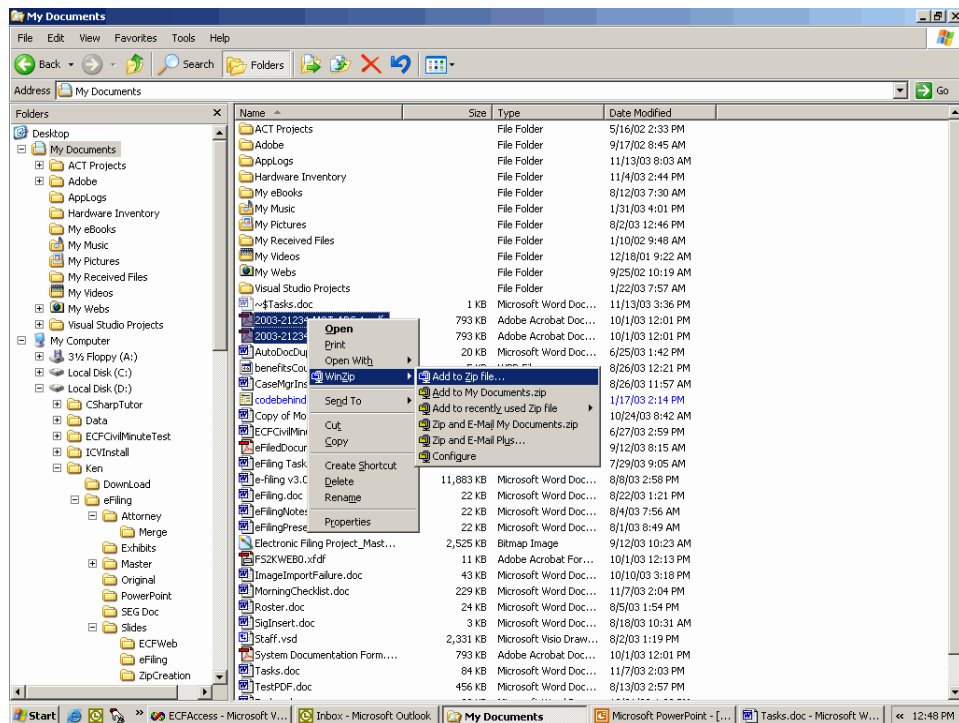 My Documents
File Edit View Favorites Tools Help
Back Search Folders
Address My Documents Go
Folders
Desktop
My Documents
ACT Projects
Adobe
AppLogs
Hardware Inventory
My eBooks
My Music
My Pictures
My Received Files
My Videos
My Webs
Visual Studio Projects
My Computer
3½ Floppy (A:)
Local Disk (C:)
Local Disk (D:)
CSharpTutor
Data
ECFCivilMinuteTest
ICVInstall
Ken
DownLoad
eFiling
Attorney
Merge
Exhibits
Master
Original
PowerPoint
SEG Doc
Slides
ECFWeb
eFiling
ZipCreation
Name Size Type Date Modified
ACT Projects File Folder 5/16/02 2:33 PM
Adobe File Folder 9/17/02 8:45 AM
AppLogs File Folder 11/13/03 8:03 AM
Hardware Inventory File Folder 11/4/03 2:44 PM
My eBooks File Folder 8/12/03 7:30 AM
My Music File Folder 1/31/03 4:01 PM
My Pictures File Folder 8/2/03 12:46 PM
My Received Files File Folder 1/10/02 9:48 AM
My Videos File Folder 12/18/01 9:22 AM
My Webs File Folder 9/25/02 10:19 AM
Visual Studio Projects File Folder 1/22/03 7:57 AM
~$Tasks.doc 1 KB Microsoft Word Doc... 11/13/03 3:36 PM
2003-21234 793 KB Adobe Acrobat Doc... 10/1/03 12:01 PM
2003-21234 793 KB Adobe Acrobat Doc... 10/1/03 12:01 PM
AutoDocDu 20 KB Microsoft Word Doc... 6/25/03 1:42 PM
benefitsCou 8/26/03 12:21 PM
CaseMgrIns 8/26/03 11:57 AM
codebehind 1/17/03 2:14 PM
Copy of Mo 10/24/03 8:42 AM
ECFCivilMin 6/27/03 2:59 PM
eFiledDocur 9/12/03 8:15 AM
eFiling Task 7/29/03 9:05 AM
e-filing v3.0 11,883 KB Microsoft Word Doc... 8/8/03 2:58 PM
eFiling.doc 22 KB Microsoft Word Doc... 8/22/03 1:21 PM
eFilingNotes 22 KB Microsoft Word Doc... 8/4/03 7:56 AM
eFilingPrese 22 KB Microsoft Word Doc... 8/1/03 8:49 AM
Electronic Filing Project_Mast... 2,525 KB Bitmap Image 9/12/03 10:23 AM
FS2KWEB0.xfdf 11 KB Adobe Acrobat For... 10/1/03 12:13 PM
ImageImportFailure.doc 43 KB Microsoft Word Doc... 10/10/03 3:18 PM
MorningChecklist.doc 229 KB Microsoft Word Doc... 11/7/03 2:04 PM
Roster.doc 24 KB Microsoft Word Doc... 8/5/03 1:54 PM
SigInsert.doc 3 KB Microsoft Word Doc... 8/18/03 10:31 AM
Staff.vsd 2,331 KB Microsoft Visio Draw... 8/2/03 1:19 PM
System Documentation Form.... 793 KB Adobe Acrobat Doc... 10/1/03 12:01 PM
Tasks.doc 84 KB Microsoft Word Doc... 11/7/03 2:03 PM
TestPDF.doc 456 KB Microsoft Word Doc... 8/13/03 2:57 PM
Open
Print
Open With
WinZip
Send To
Cut
Copy
Create Shortcut
Delete
Rename
Properties
Add to Zip file...
Add to My Documents.zip
Add to recently used Zip file
Zip and E-Mail My Documents.zip
Zip and E-Mail Plus...
Configure
Start » ECFAccess - Microsoft V... Inbox - Microsoft Outlook My Documents Microsoft PowerPoint - [... Tasks.doc - Microsoft W... « 12:48 PM